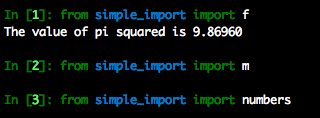 In [1]: from simple_import import f
The value of pi squared is 9.86960
In [2]: from simple_import import m
In [3]: from simple_import import numbers